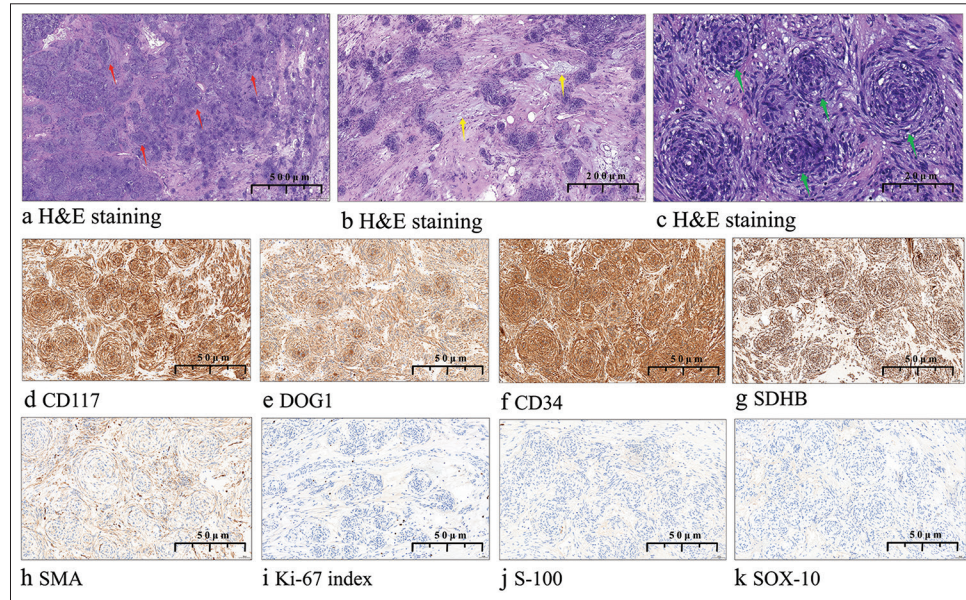 500μm
200μm
20μm
a H&E staining
b H&E staining
c H&E staining
50μm
50μm
50μm
50μm
d CD117
e DOG1
f CD34
g SDHB
50μm
50μm
50μm
50μm
h SMA
i Ki-67 index
j S-100
k SOX-10